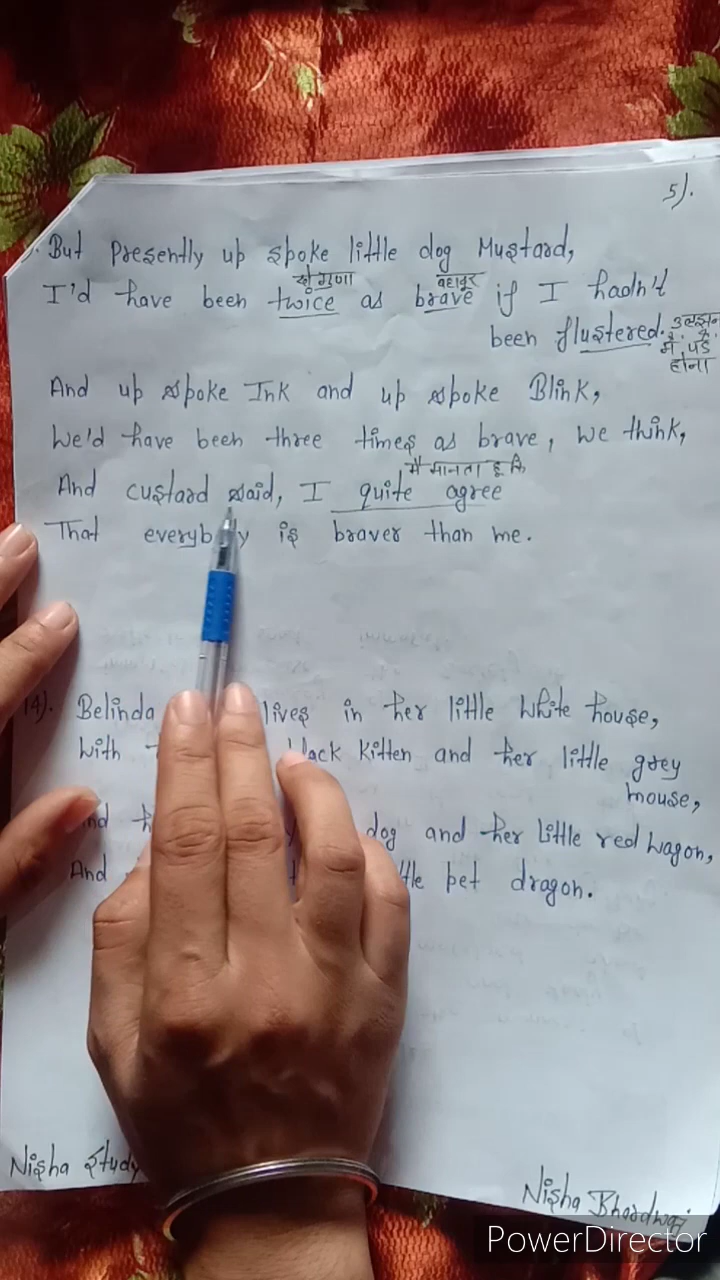 5).
But Presently up spoke little dog Mustard,
दो गुणा बहादूर
I'd have been twice as brave if I hadn't
been flustered. उलझन
में पड़े
होना
And up spoke Ink and up spoke Blink,
We'd have been three times as brave, we think,
मैं मानता हू कि
And custard said, I quite agree
That everybody is braver than me.
14). Belinda lives in her little white house,
With black kitten and her little grey
mouse,
And dog and her little red wagon,
And pet dragon.
Nisha Study
Nisha Bhardwaj
PowerDirector